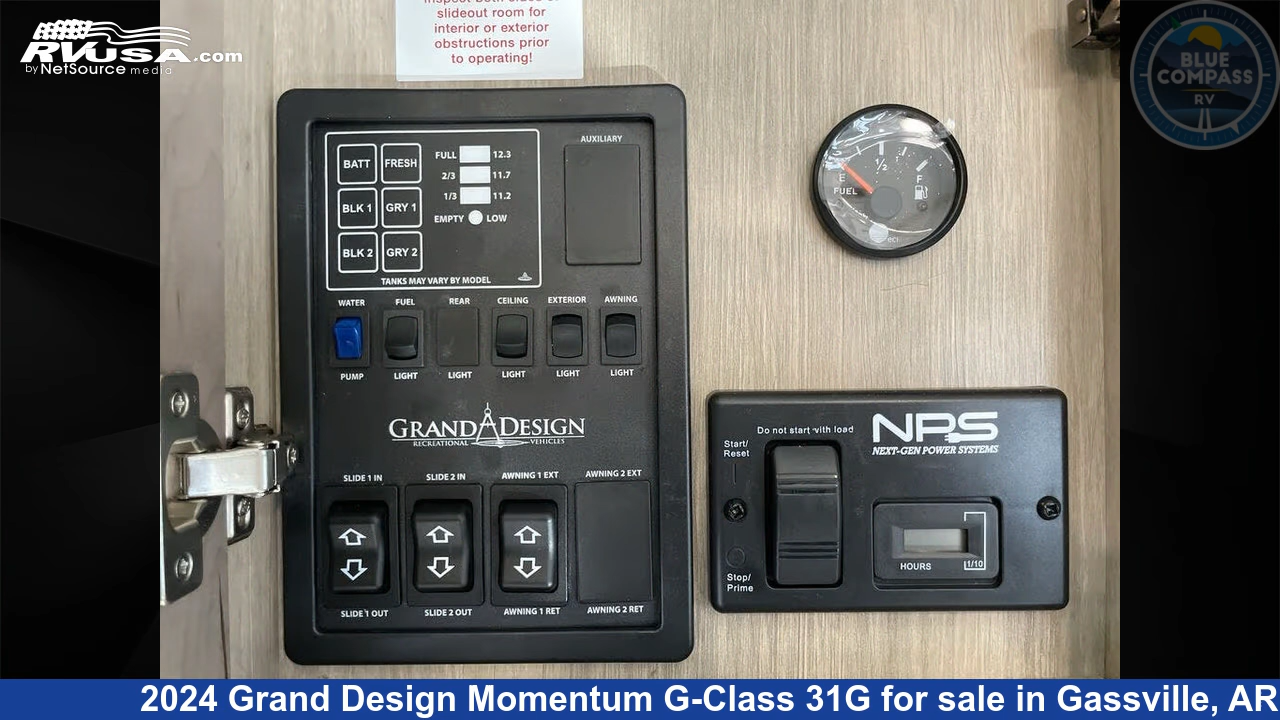 RVUSA.com
by NetSource media
BLUE
COMPASS
RV
slideout room for
interior or exterior
obstructions prior
to operating!
BATT
FRESH
BLK 1
GRY 1
BLK 2
GRY 2
FULL 12.3
2/3 11.7
1/3 11.2
EMPTY LOW
TANKS MAY VARY BY MODEL
AUXILIARY
WATER
PUMP
FUEL
LIGHT
REAR
LIGHT
CEILING
LIGHT
EXTERIOR
LIGHT
AWNING
LIGHT
GRAND DESIGN
RECREATIONAL VEHICLES
SLIDE 1 IN
SLIDE 1 OUT
SLIDE 2 IN
SLIDE 2 OUT
AWNING 1 EXT
AWNING 1 RET
AWNING 2 EXT
AWNING 2 RET
1/2
E
F
FUEL
Do not start with load
Start/
Reset
Stop/
Prime
NPS
NEXT-GEN POWER SYSTEMS
HOURS
1/10
2024 Grand Design Momentum G-Class 31G for sale in Gassville, AR